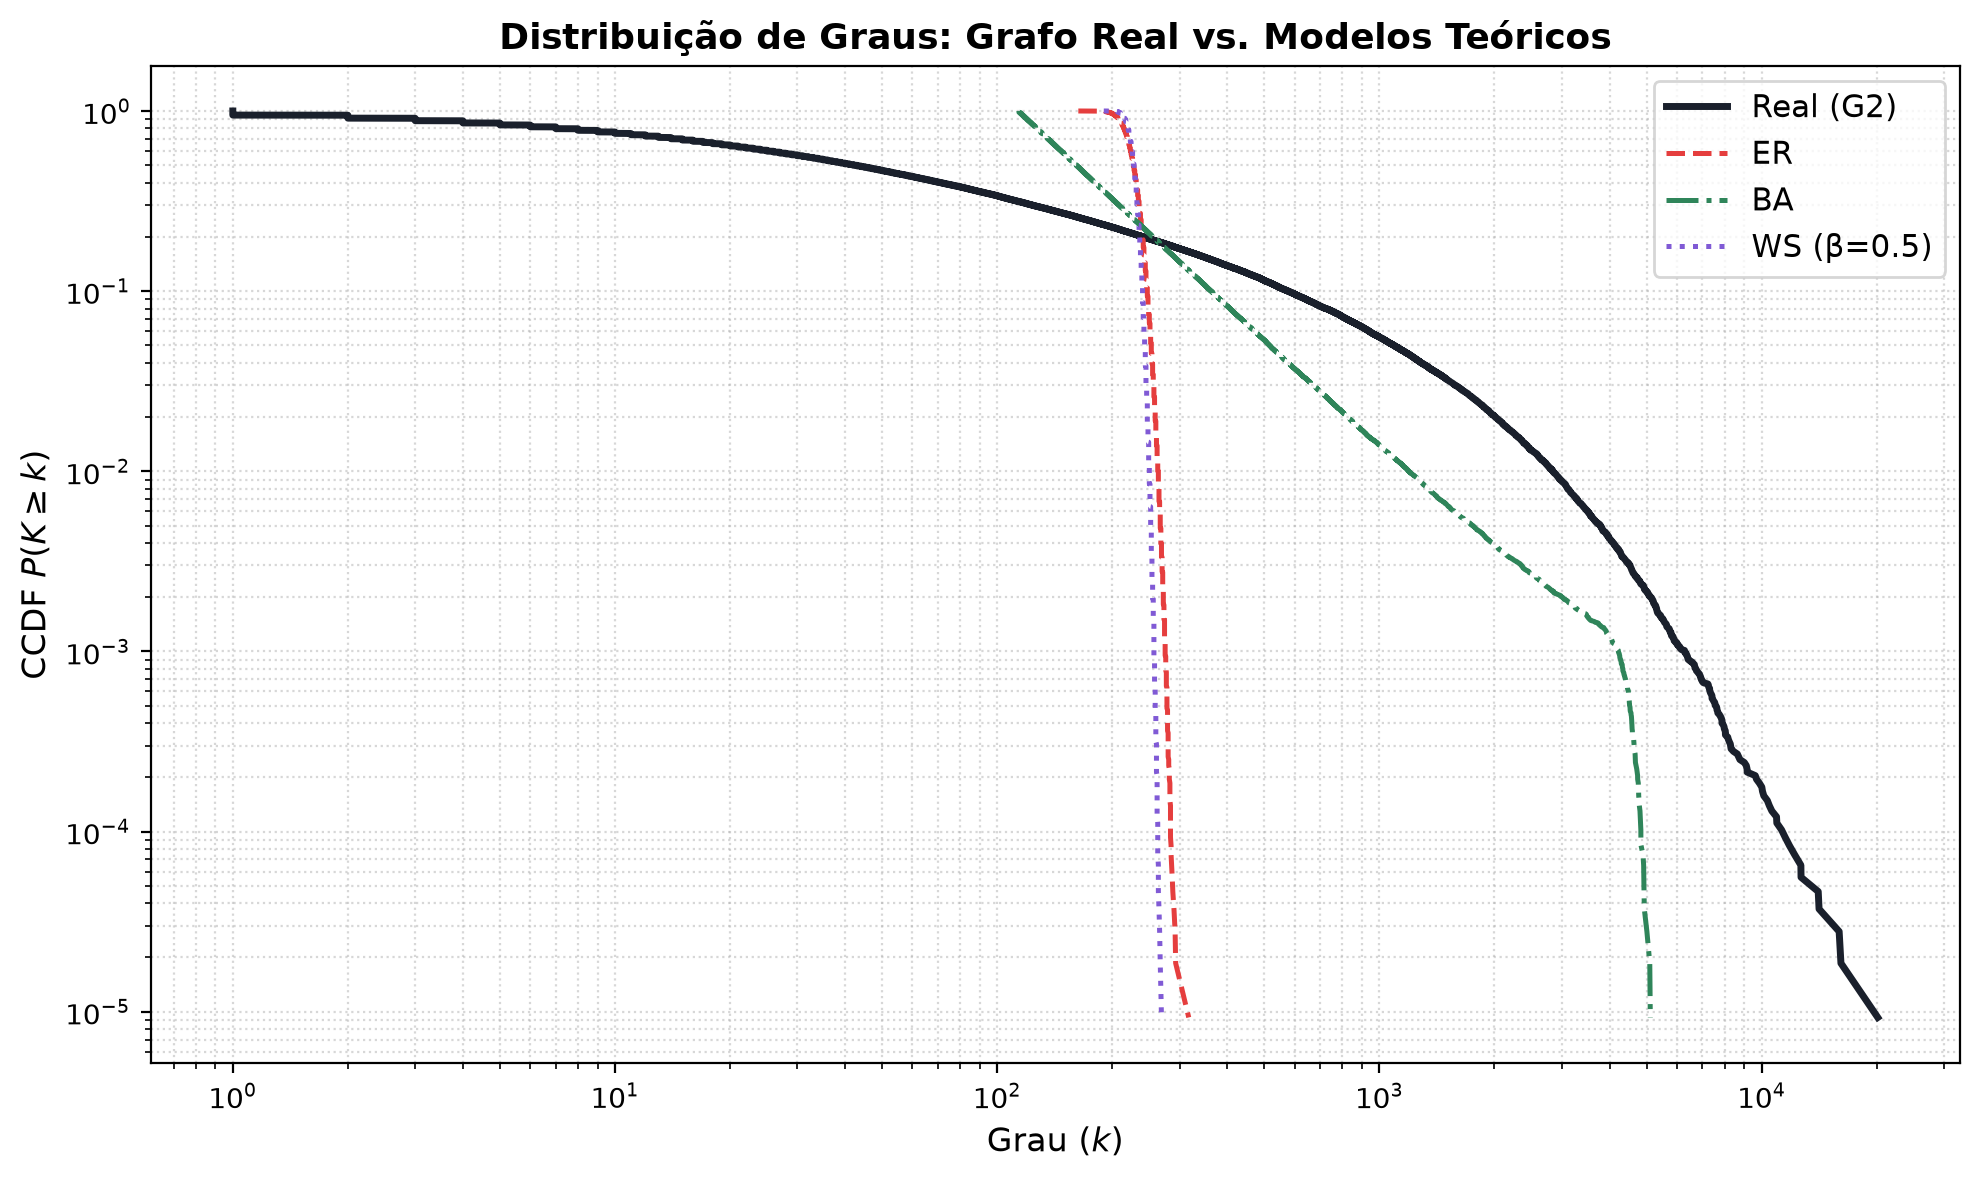 Distribuição de Graus: Grafo Real vs. Modelos Teóricos
Real (G2)
ER
BA
WS (β=0.5)
CCDF P(K ≥ k)
10⁰
10⁻¹
10⁻²
10⁻³
10⁻⁴
10⁻⁵
10⁰ 10¹ 10² 10³ 10⁴
Grau (k)